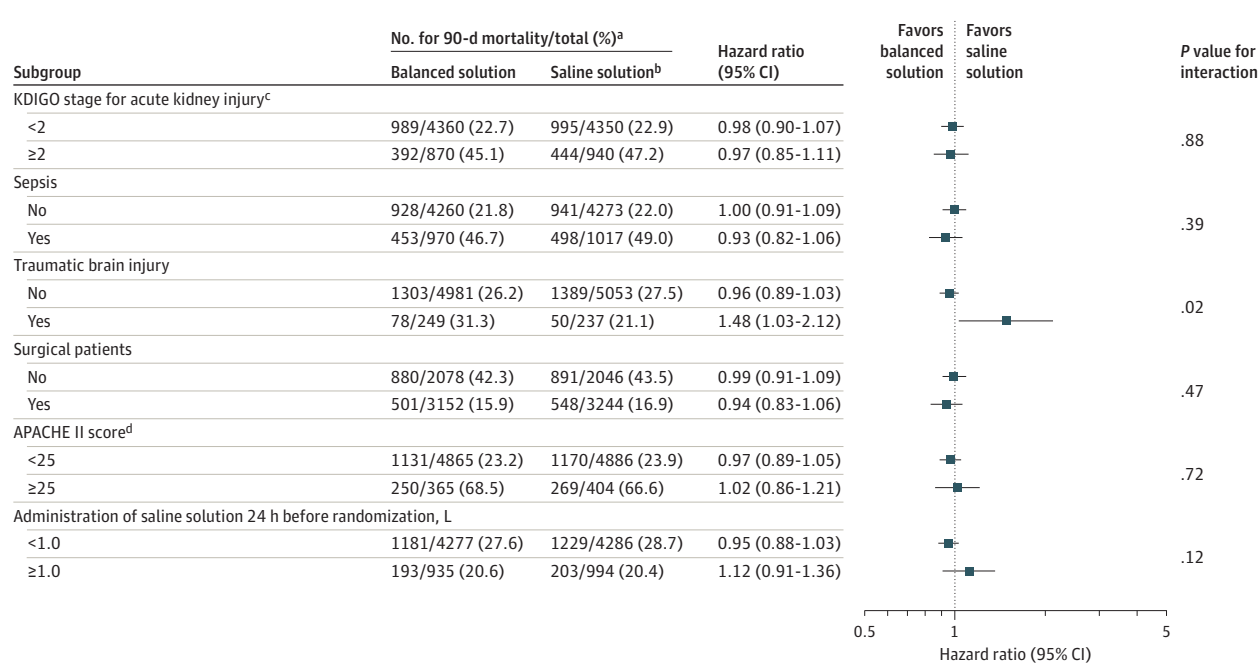 No. for 90-d mortality/total (%)a
Subgroup Balanced solution Saline solutionb Hazard ratio (95% CI) Favors balanced solution Favors saline solution P value for interaction
KDIGO stage for acute kidney injuryc
<2 989/4360 (22.7) 995/4350 (22.9) 0.98 (0.90-1.07)
.88
≥2 392/870 (45.1) 444/940 (47.2) 0.97 (0.85-1.11)
Sepsis
No 928/4260 (21.8) 941/4273 (22.0) 1.00 (0.91-1.09)
.39
Yes 453/970 (46.7) 498/1017 (49.0) 0.93 (0.82-1.06)
Traumatic brain injury
No 1303/4981 (26.2) 1389/5053 (27.5) 0.96 (0.89-1.03)
.02
Yes 78/249 (31.3) 50/237 (21.1) 1.48 (1.03-2.12)
Surgical patients
No 880/2078 (42.3) 891/2046 (43.5) 0.99 (0.91-1.09)
.47
Yes 501/3152 (15.9) 548/3244 (16.9) 0.94 (0.83-1.06)
APACHE II scored
<25 1131/4865 (23.2) 1170/4886 (23.9) 0.97 (0.89-1.05)
.72
≥25 250/365 (68.5) 269/404 (66.6) 1.02 (0.86-1.21)
Administration of saline solution 24 h before randomization, L
<1.0 1181/4277 (27.6) 1229/4286 (28.7) 0.95 (0.88-1.03)
.12
≥1.0 193/935 (20.6) 203/994 (20.4) 1.12 (0.91-1.36)
0.5 1 5
Hazard ratio (95% CI)